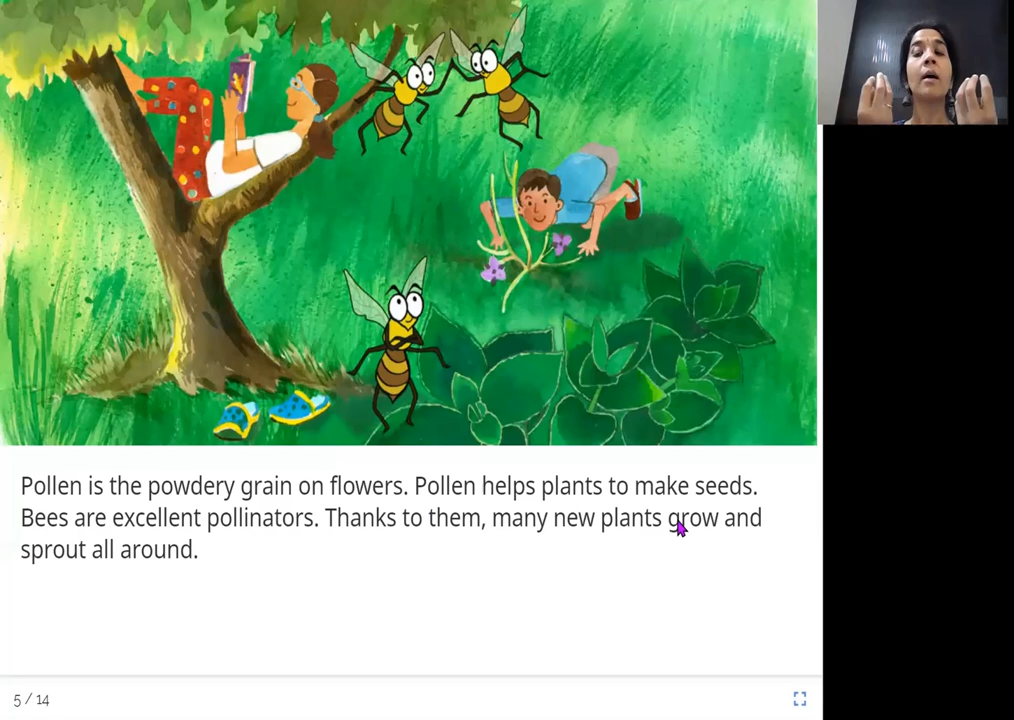 Pollen is the powdery grain on flowers. Pollen helps plants to make seeds.
Bees are excellent pollinators. Thanks to them, many new plants grow and
sprout all around.
5 / 14